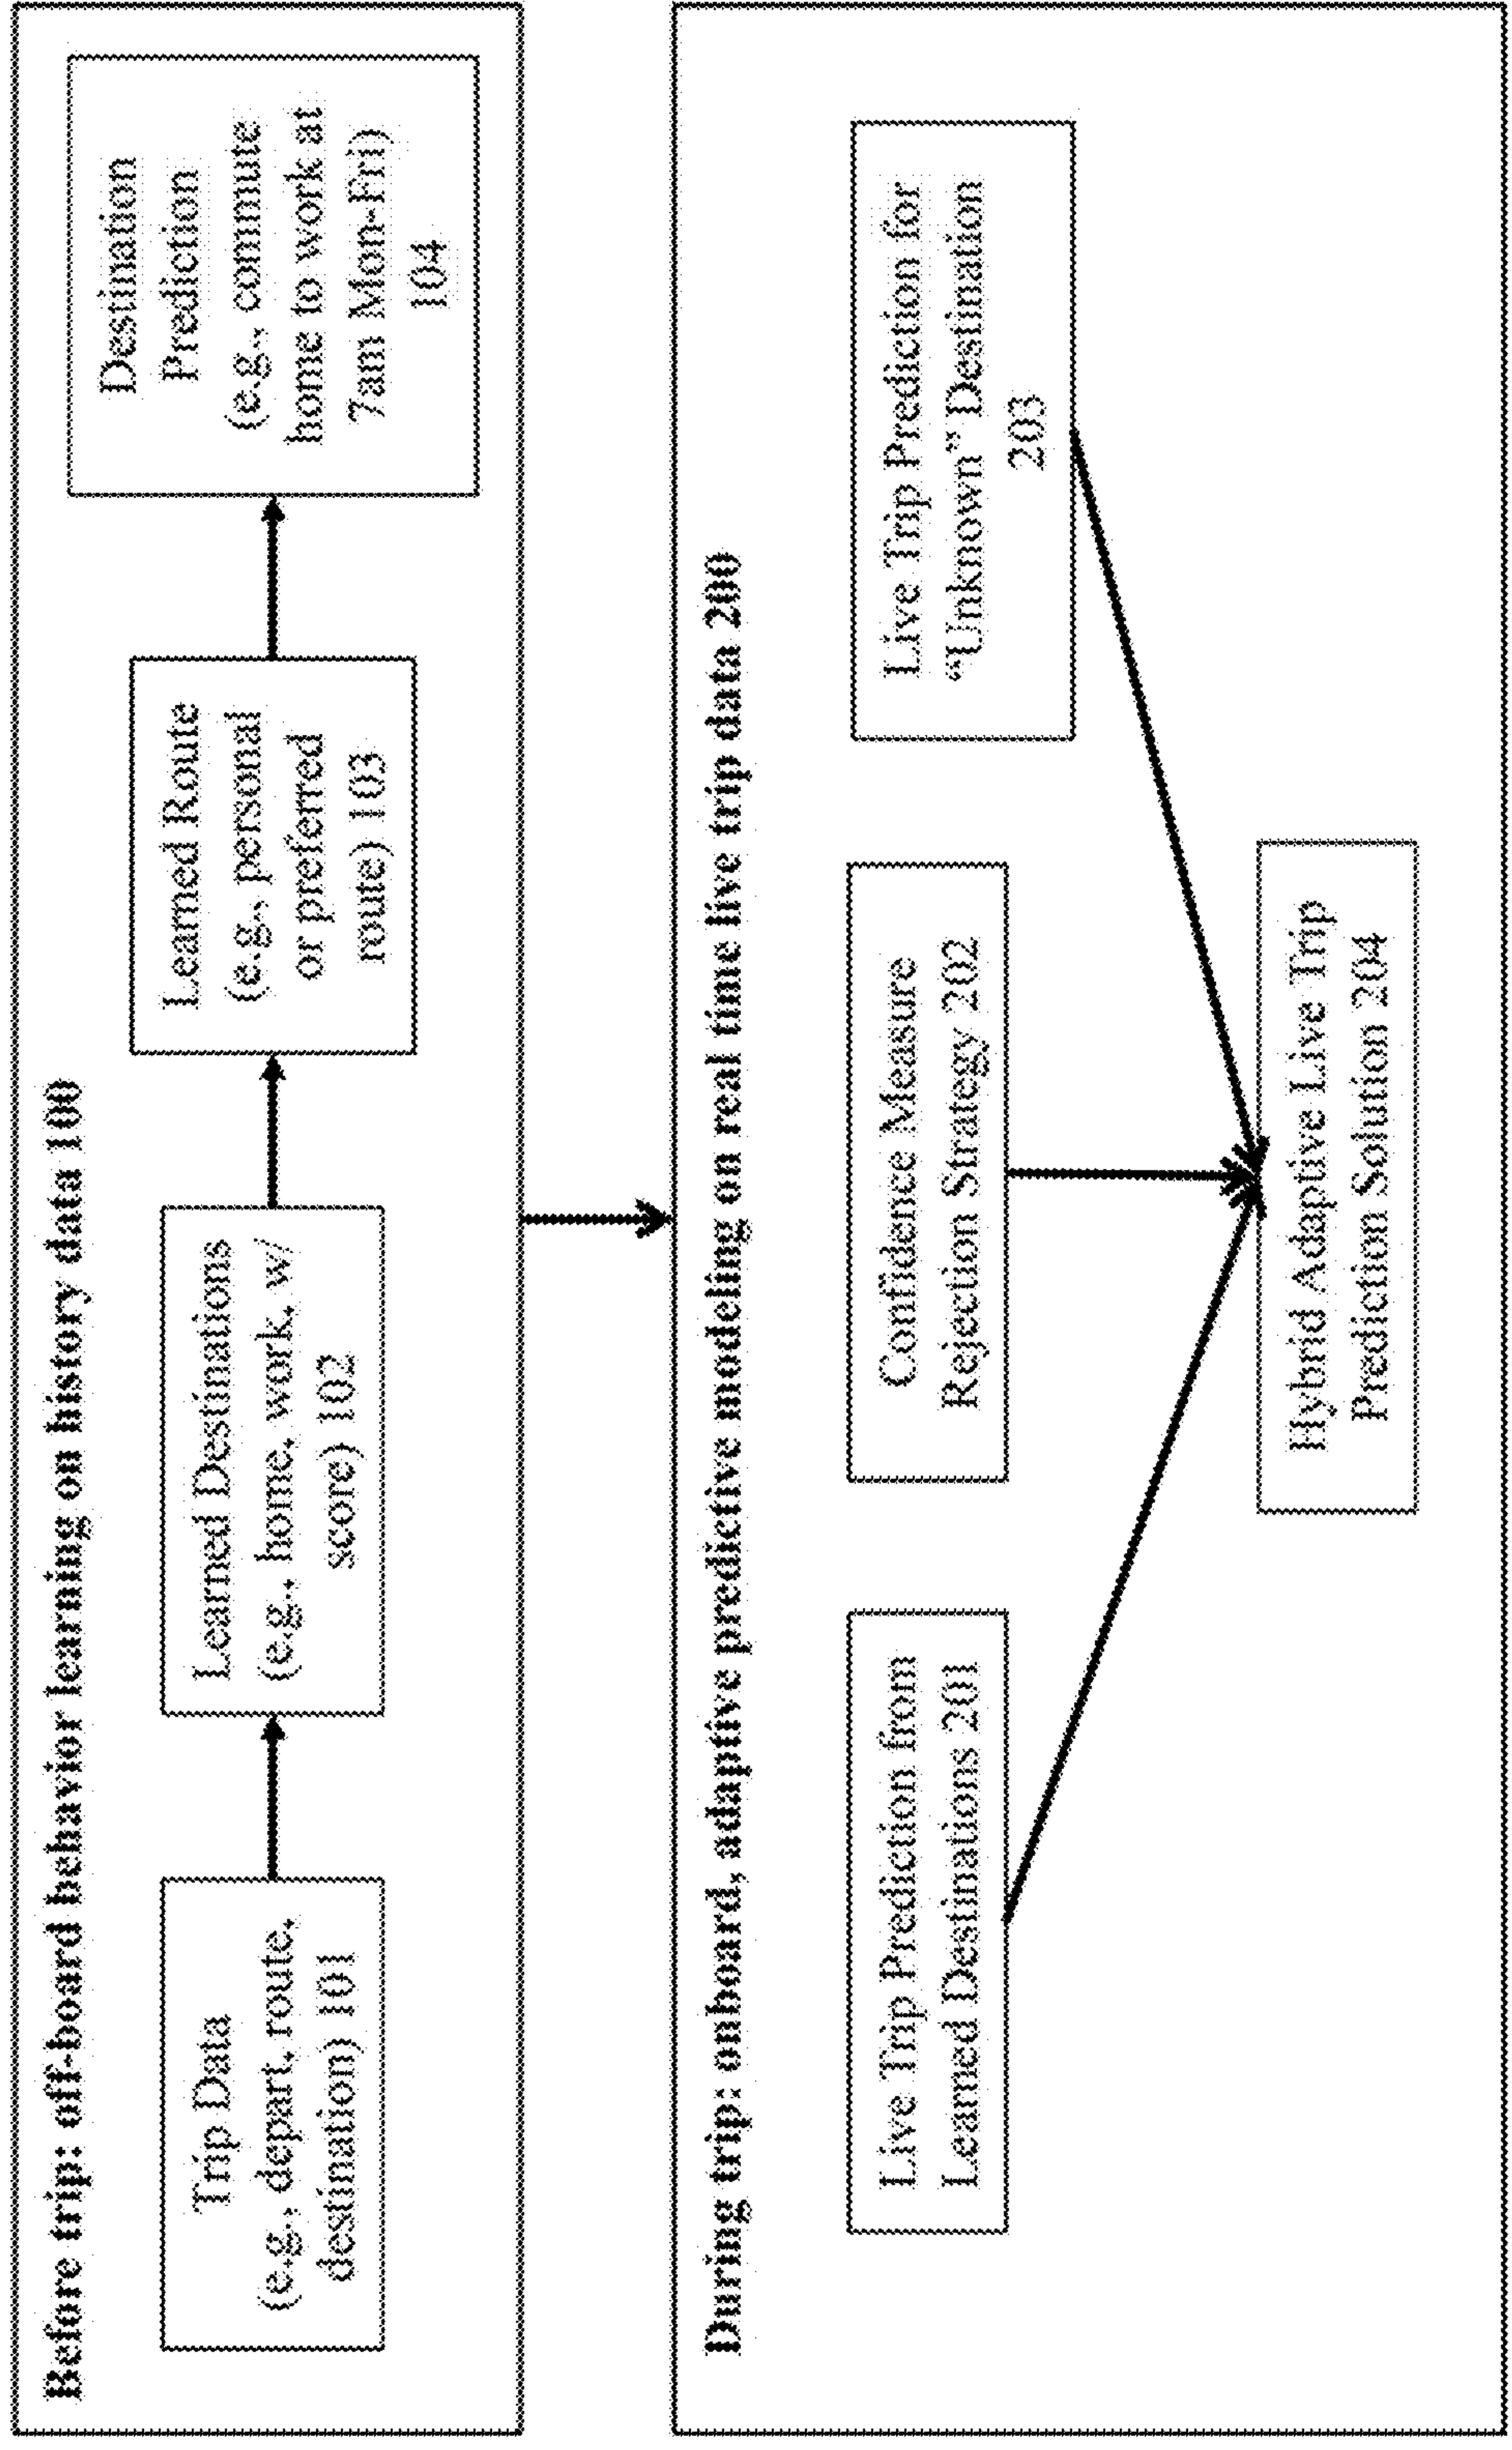 Before trip: off-board behavior learning on history data 100
Trip Data
(e.g., depart, route,
destination) 101
Learned Destinations
(e.g., home, work, w/
score) 102
Learned Route
(e.g., personal
or preferred
route) 103
Destination
Prediction
(e.g., commute
home to work at
7am Mon-Fri)
104
During trip: onboard, adaptive predictive modeling on real time live trip data 200
Live Trip Prediction from
Learned Destinations 201
Confidence Measure
Rejection Strategy 202
Live Trip Prediction for
“Unknown” Destination
203
Hybrid Adaptive Live Trip
Prediction Solution 204